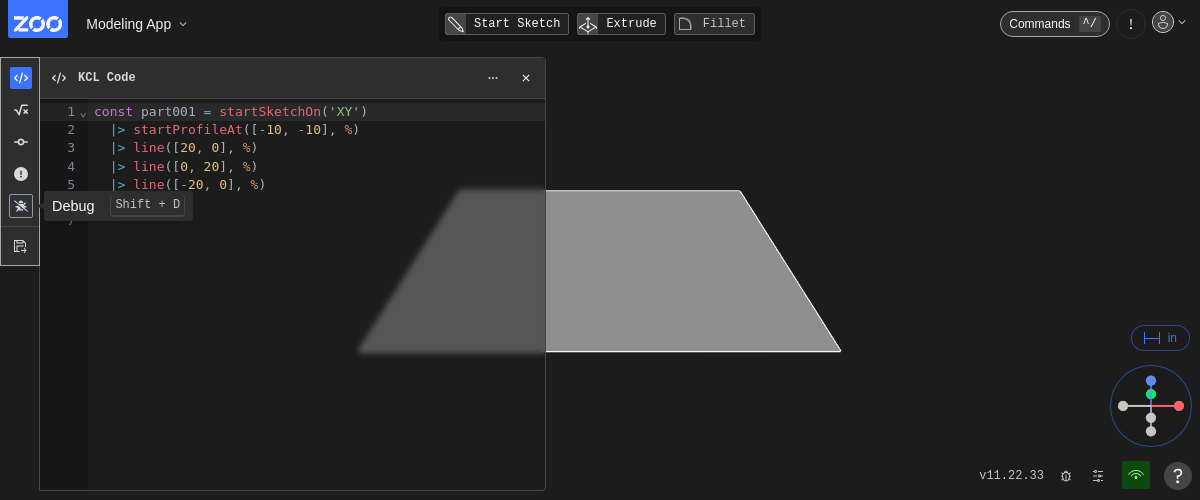 ZOO Modeling App
Start Sketch Extrude Fillet
Commands ^/ !
KCL Code
1 const part001 = startSketchOn('XY')
2 |> startProfileAt([-10, -10], %)
3 |> line([20, 0], %)
4 |> line([0, 20], %)
5 |> line([-20, 0], %)
Debug Shift + D
7
in
v11.22.33
?